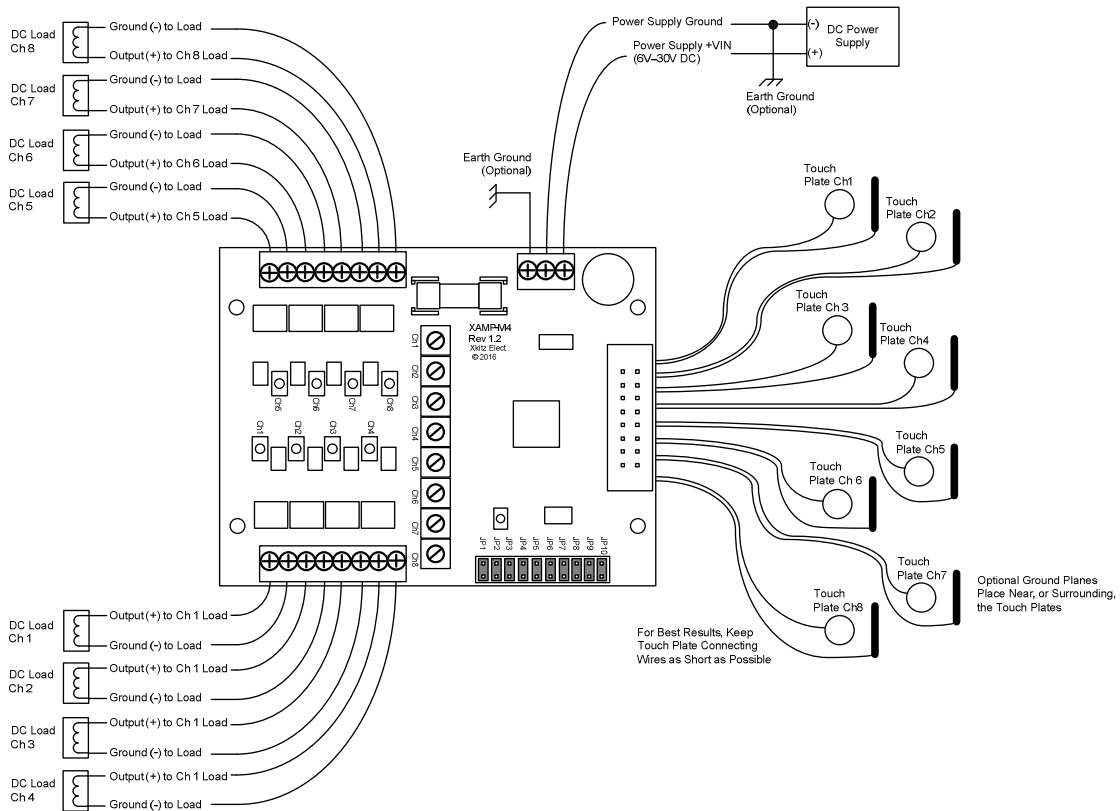 DC Load
Ch 8
Ground (-) to Load
Output (+) to Ch 8 Load
DC Load
Ch 7
Ground (-) to Load
Output (+) to Ch 7 Load
DC Load
Ch 6
Ground (-) to Load
Output (+) to Ch 6 Load
DC Load
Ch 5
Ground (-) to Load
Output (+) to Ch 5 Load
Power Supply Ground
Power Supply +VIN
(6V–30V DC)
(-)
(+)
DC Power
Supply
Earth Ground
(Optional)
Earth Ground
(Optional)
Touch
Plate Ch1
Touch
Plate Ch2
Touch
Plate Ch 3
Touch
Plate Ch4
Touch
Plate Ch5
Touch
Plate Ch 6
Touch
Plate Ch7
Touch
Plate Ch8
XAMP-M4
Rev 1.2
Xkitz Elect
© 2016
Ch1
Ch2
Ch3
Ch4
Ch5
Ch6
Ch7
Ch8
Ch5
Ch6
Ch7
Ch8
Ch1
Ch2
Ch3
Ch4
JP1
JP2
JP3
JP4
JP5
JP6
JP7
JP8
JP9
JP10
Optional Ground Planes
Place Near, or Surrounding,
the Touch Plates
For Best Results, Keep
Touch Plate Connecting
Wires as Short as Possible
DC Load
Ch 1
Output (+) to Ch 1 Load
Ground (-) to Load
DC Load
Ch 2
Output (+) to Ch 1 Load
Ground (-) to Load
DC Load
Ch 3
Output (+) to Ch 1 Load
Ground (-) to Load
DC Load
Ch 4
Output (+) to Ch 1 Load
Ground (-) to Load